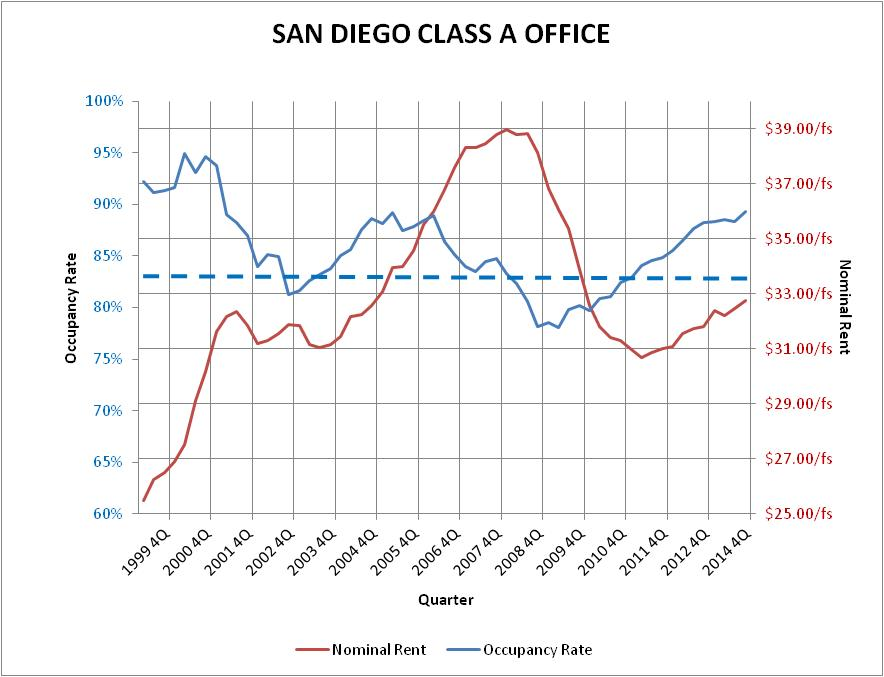 SAN DIEGO CLASS A OFFICE
100%
95%
90%
85%
80%
75%
70%
65%
60%
Occupancy Rate
$39.00/fs
$37.00/fs
$35.00/fs
$33.00/fs
$31.00/fs
$29.00/fs
$27.00/fs
$25.00/fs
Nominal Rent
1999 4Q
2000 4Q
2001 4Q
2002 4Q
2003 4Q
2004 4Q
2005 4Q
2006 4Q
2007 4Q
2008 4Q
2009 4Q
2010 4Q
2011 4Q
2012 4Q
2014 4Q
Quarter
Nominal Rent
Occupancy Rate